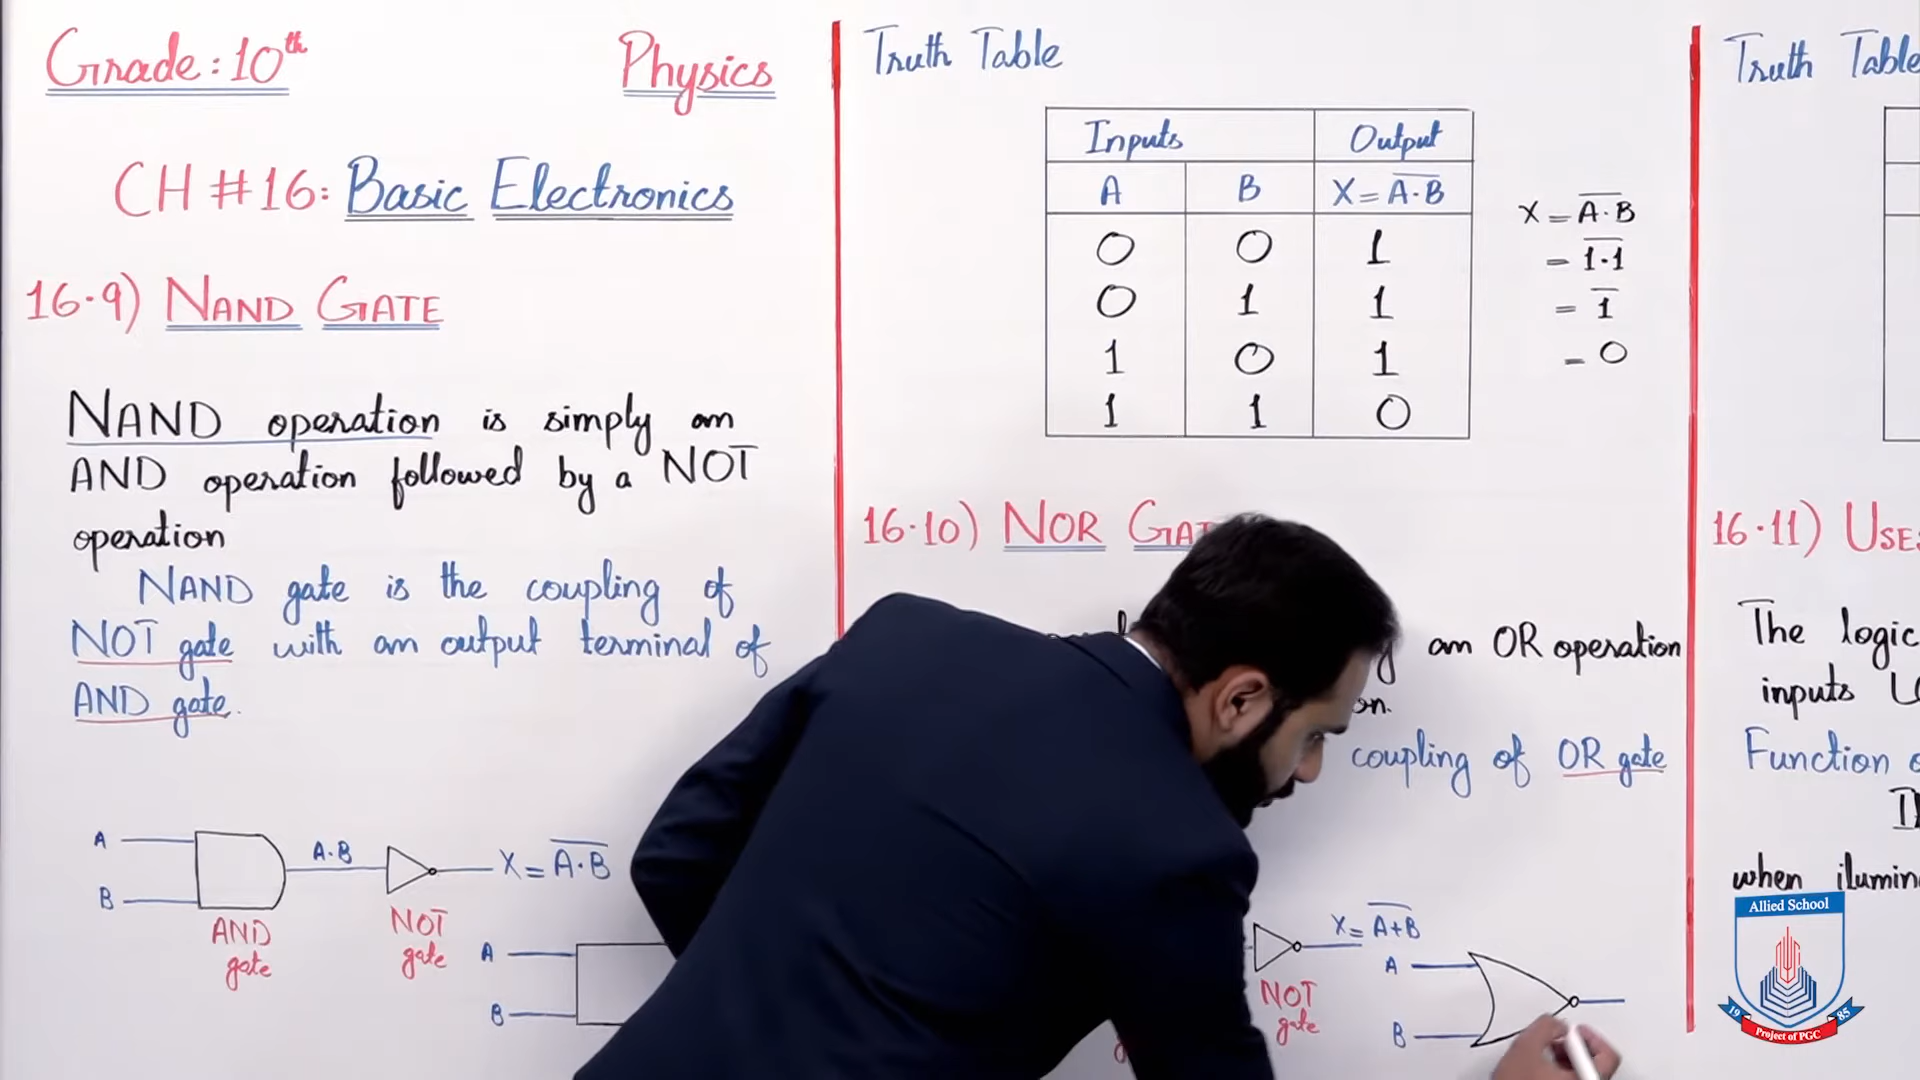 Grade: 10th
Physics
CH # 16: Basic Electronics
16.9) NAND GATE
NAND operation is simply an
AND operation followed by a NOT
operation
NAND gate is the coupling of
NOT gate with an output terminal of
AND gate.
A
B
A.B
X = A̅.̅B̅
AND
gate
NOT
gate
A
B
Truth Table
Inputs Output
A B X = A̅.̅B̅
0 0 1
0 1 1
1 0 1
1 1 0
X = A̅.̅B̅
= 1̅.̅1̅
= 1̅
= 0
16.10) NOR
an OR operation
coupling of OR gate
X = A̅+̅B̅
NOT
gate
A
B
Truth Table
16.11)
The logic
inputs
Function
when
Allied School
19 85
Project of PGC